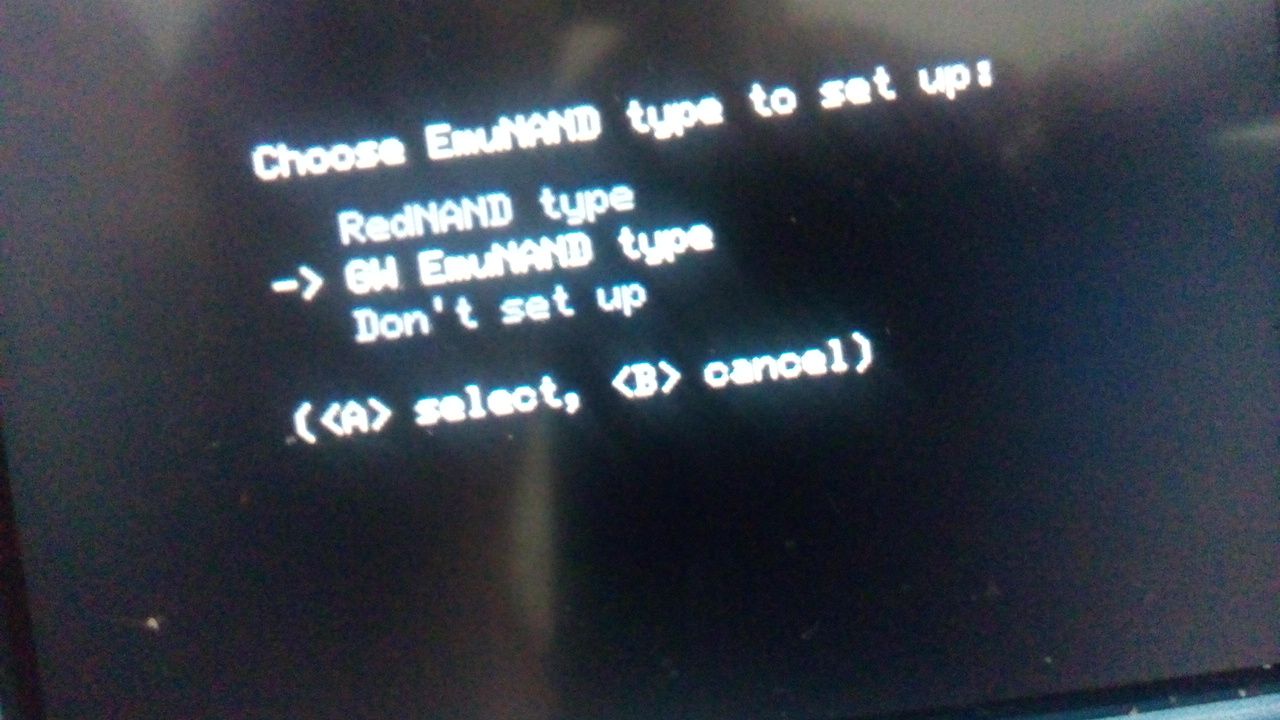 Choose EmuNAND type to set up:
RedNAND type
-> GW EmuNAND type
Don't set up
(<A> select, <B> cancel)